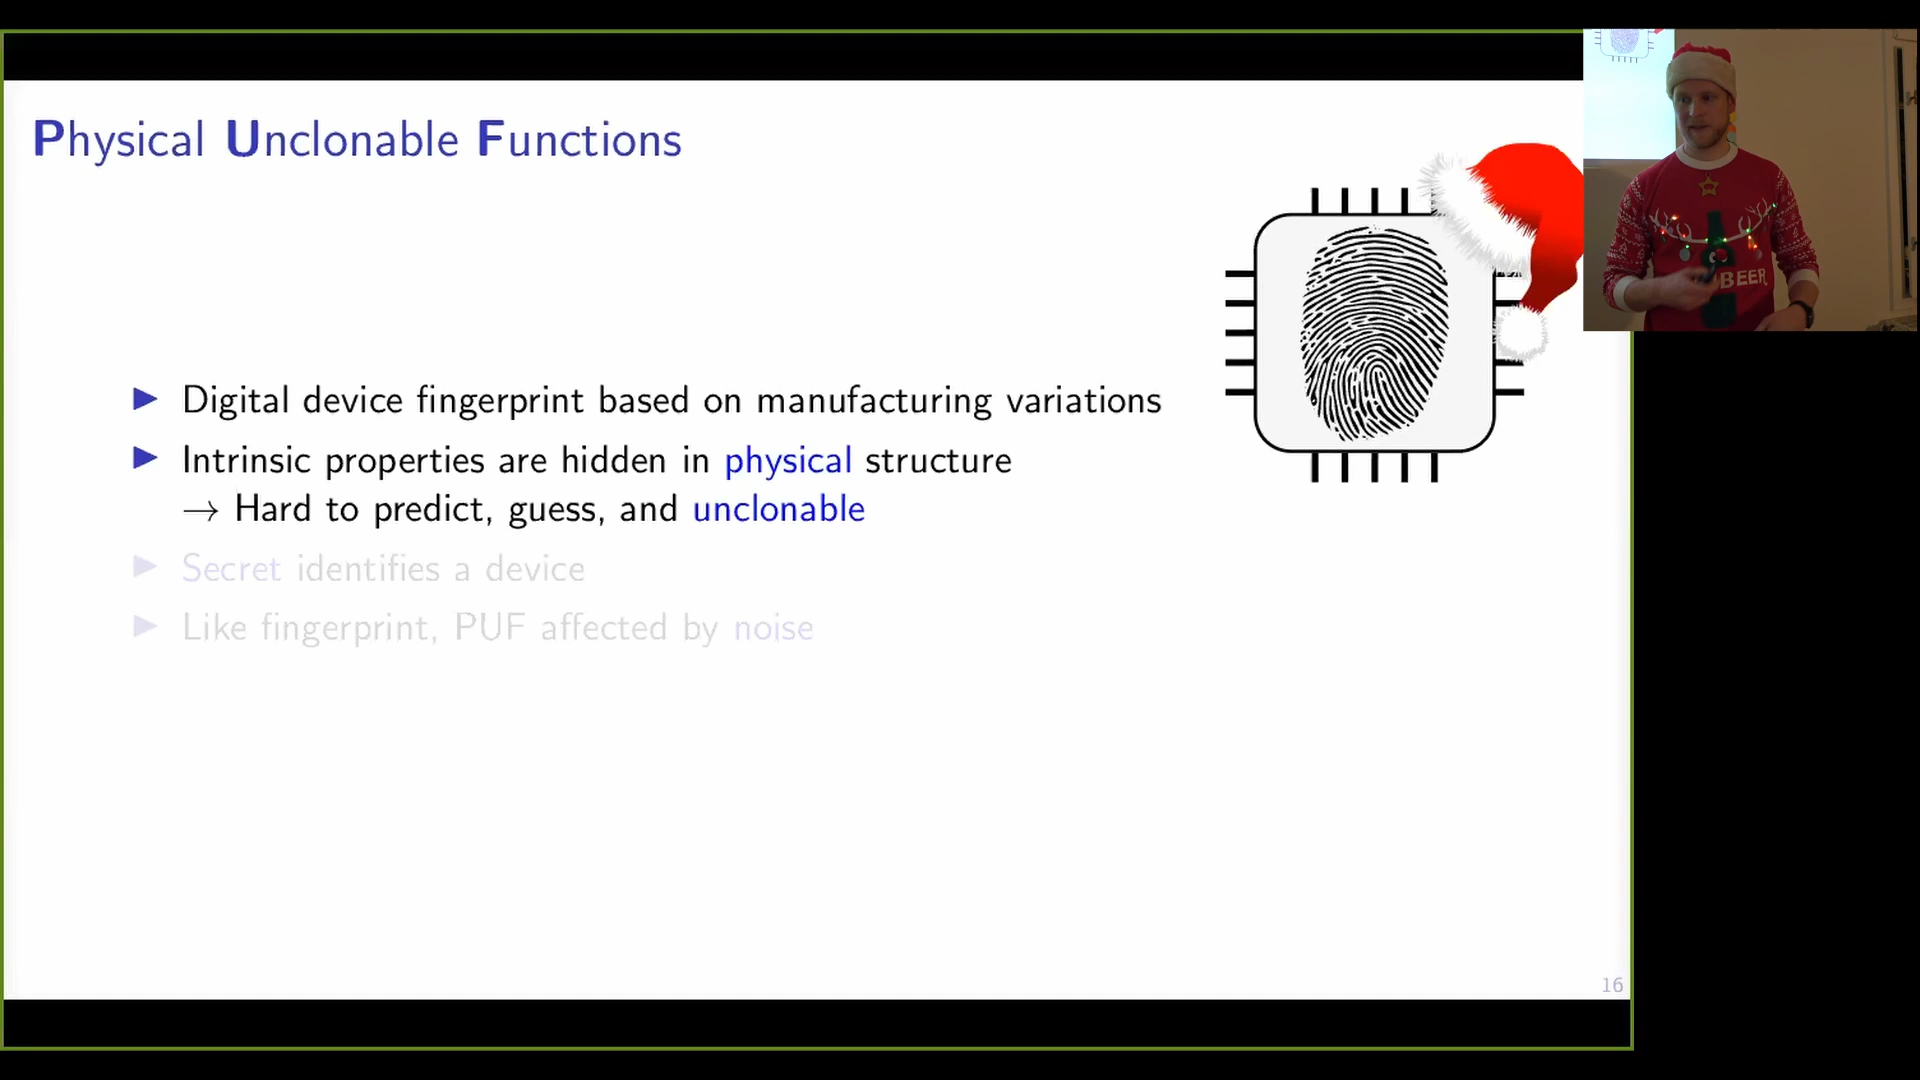 Physical Unclonable Functions
▶ Digital device fingerprint based on manufacturing variations
▶ Intrinsic properties are hidden in physical structure
→ Hard to predict, guess, and unclonable
▶ Secret identifies a device
▶ Like fingerprint, PUF affected by noise
BEER
16